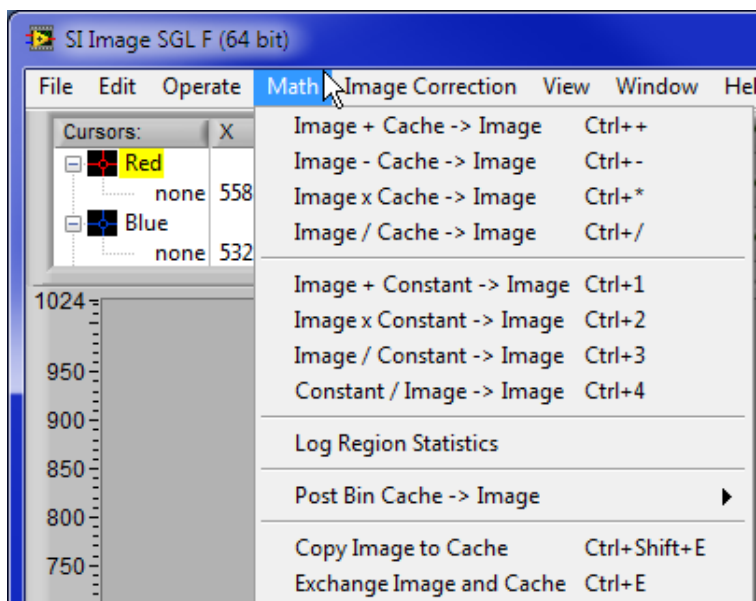 SI Image SGL F (64 bit)
File Edit Operate Math Image Correction View Window Hel
Cursors: X
Red
none 558
Blue
none 532
1024
950
900
850
800
750
Image + Cache -> Image Ctrl++
Image - Cache -> Image Ctrl+-
Image x Cache -> Image Ctrl+*
Image / Cache -> Image Ctrl+/
Image + Constant -> Image Ctrl+1
Image x Constant -> Image Ctrl+2
Image / Constant -> Image Ctrl+3
Constant / Image -> Image Ctrl+4
Log Region Statistics
Post Bin Cache -> Image
Copy Image to Cache Ctrl+Shift+E
Exchange Image and Cache Ctrl+E